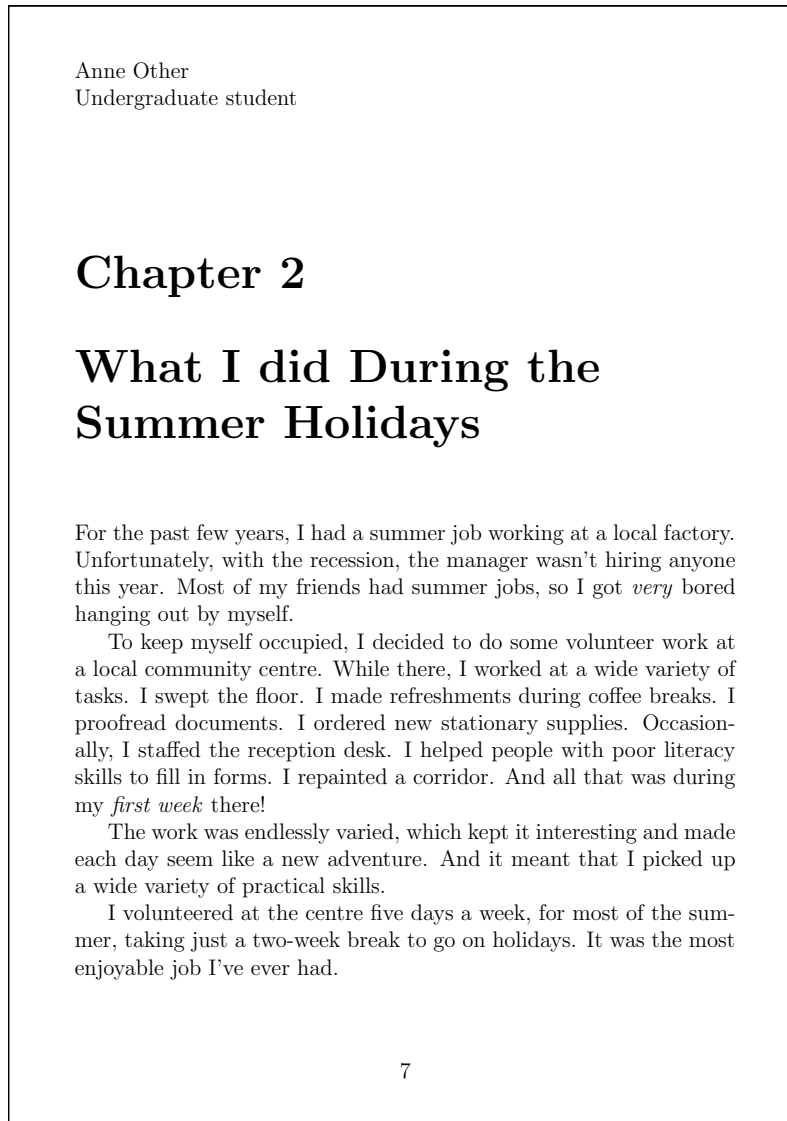 Anne Other
Undergraduate student
Chapter 2
What I did During the
Summer Holidays
For the past few years, I had a summer job working at a local factory.
Unfortunately, with the recession, the manager wasn't hiring anyone
this year. Most of my friends had summer jobs, so I got very bored
hanging out by myself.
To keep myself occupied, I decided to do some volunteer work at
a local community centre. While there, I worked at a wide variety of
tasks. I swept the floor. I made refreshments during coffee breaks. I
proofread documents. I ordered new stationary supplies. Occasion-
ally, I staffed the reception desk. I helped people with poor literacy
skills to fill in forms. I repainted a corridor. And all that was during
my first week there!
The work was endlessly varied, which kept it interesting and made
each day seem like a new adventure. And it meant that I picked up
a wide variety of practical skills.
I volunteered at the centre five days a week, for most of the sum-
mer, taking just a two-week break to go on holidays. It was the most
enjoyable job I've ever had.
7